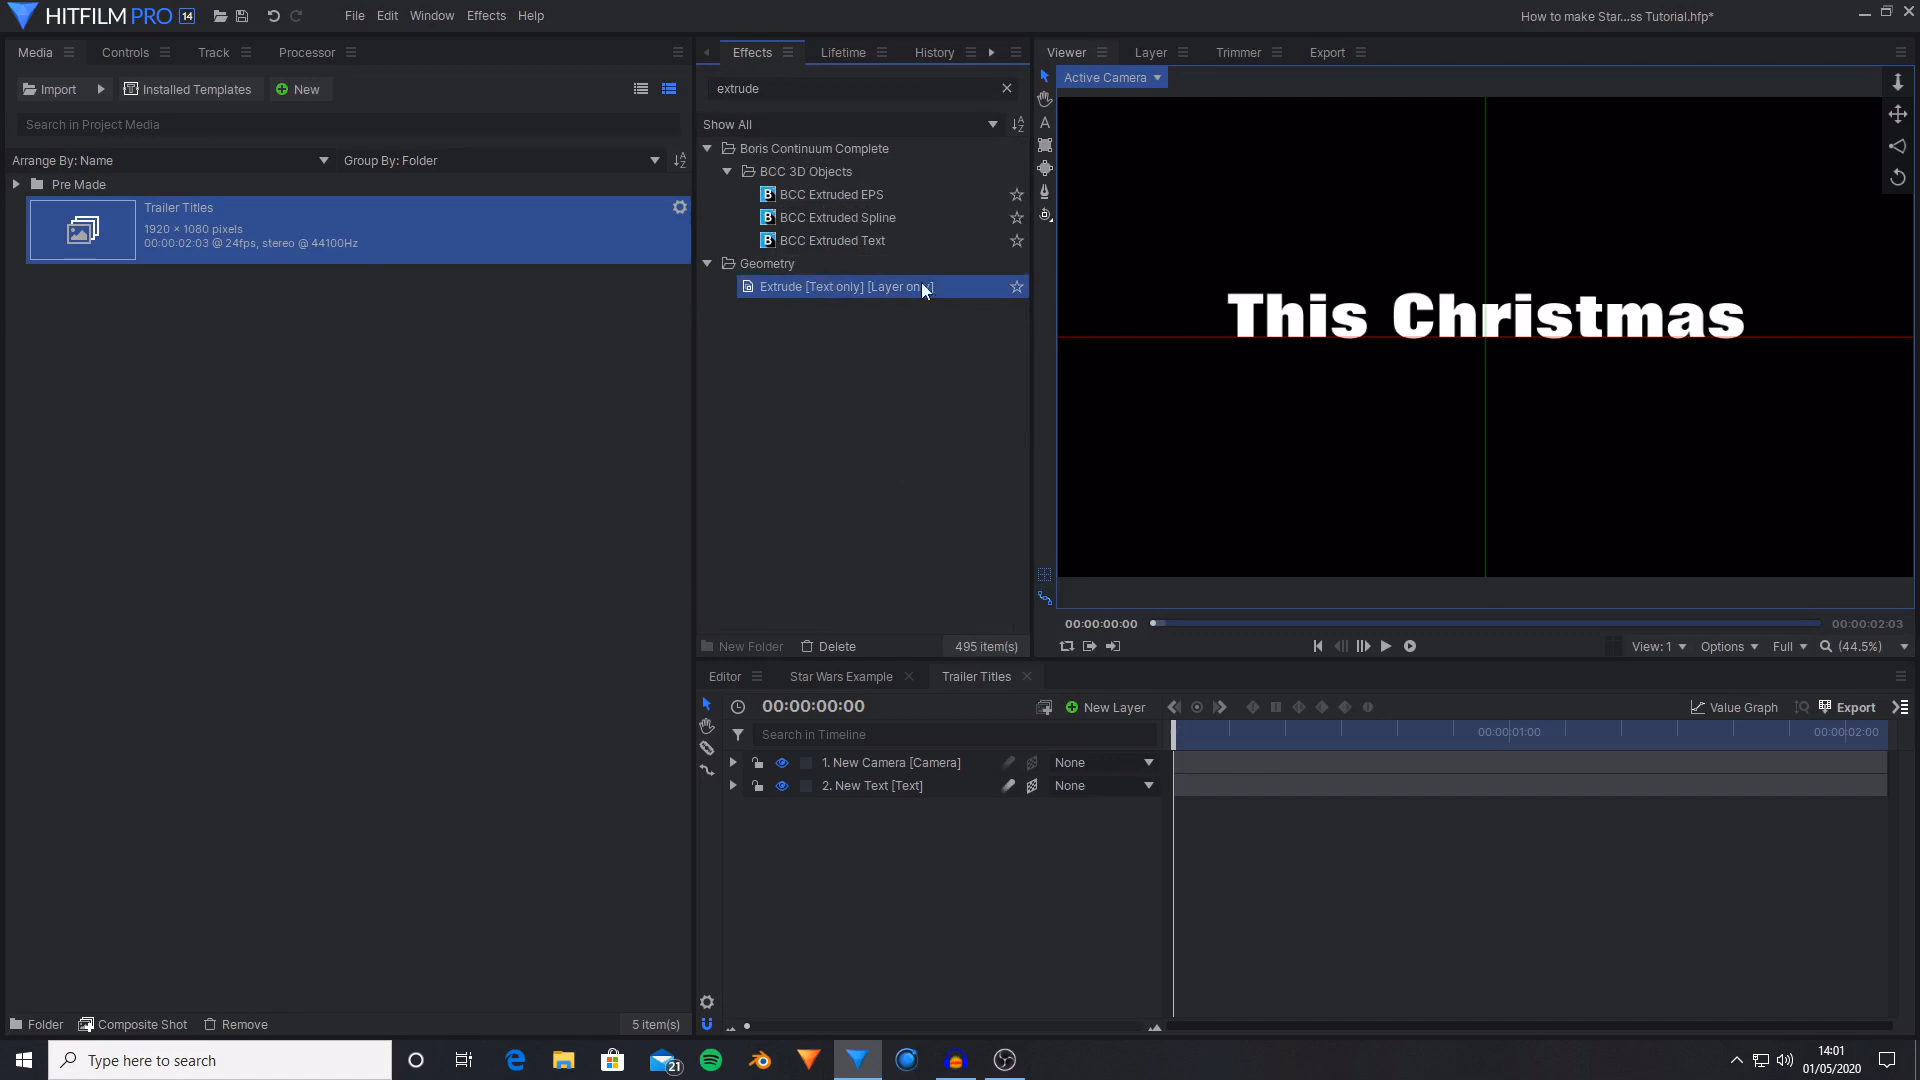 HITFILM PRO 14
File Edit Window Effects Help
How to make Star...ss Tutorial.hfp*
Media Controls Track Processor
Import Installed Templates New
Search in Project Media
Arrange By: Name Group By: Folder
Pre Made
Trailer Titles
1920 × 1080 pixels
00:00:02:03 @ 24fps, stereo @ 44100Hz
Folder Composite Shot Remove 5 item(s)
Effects Lifetime History
extrude
Show All
Boris Continuum Complete
BCC 3D Objects
BCC Extruded EPS
BCC Extruded Spline
BCC Extruded Text
Geometry
Extrude [Text only] [Layer only]
New Folder Delete 495 item(s)
Viewer Layer Trimmer Export
Active Camera
This Christmas
00:00:00:00 00:00:02:03
View: 1 Options Full (44.5%)
Editor Star Wars Example Trailer Titles
00:00:00:00 New Layer Value Graph Export
Search in Timeline 00:00:01:00 00:00:02:00
1. New Camera [Camera] None
2. New Text [Text] None
Type here to search
21
14:01
01/05/2020